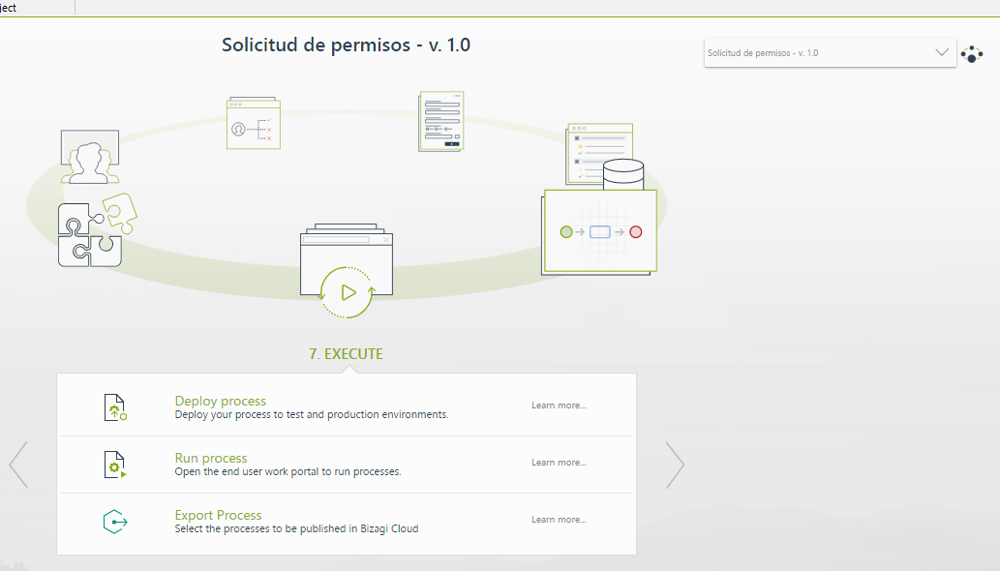 ject
Solicitud de permisos - v. 1.0
Solicitud de permisos - v. 1.0
7. EXECUTE
Deploy process
Deploy your process to test and production environments.
Learn more...
Run process
Open the end user work portal to run processes.
Learn more...
Export Process
Select the processes to be published in Bizagi Cloud
Learn more...